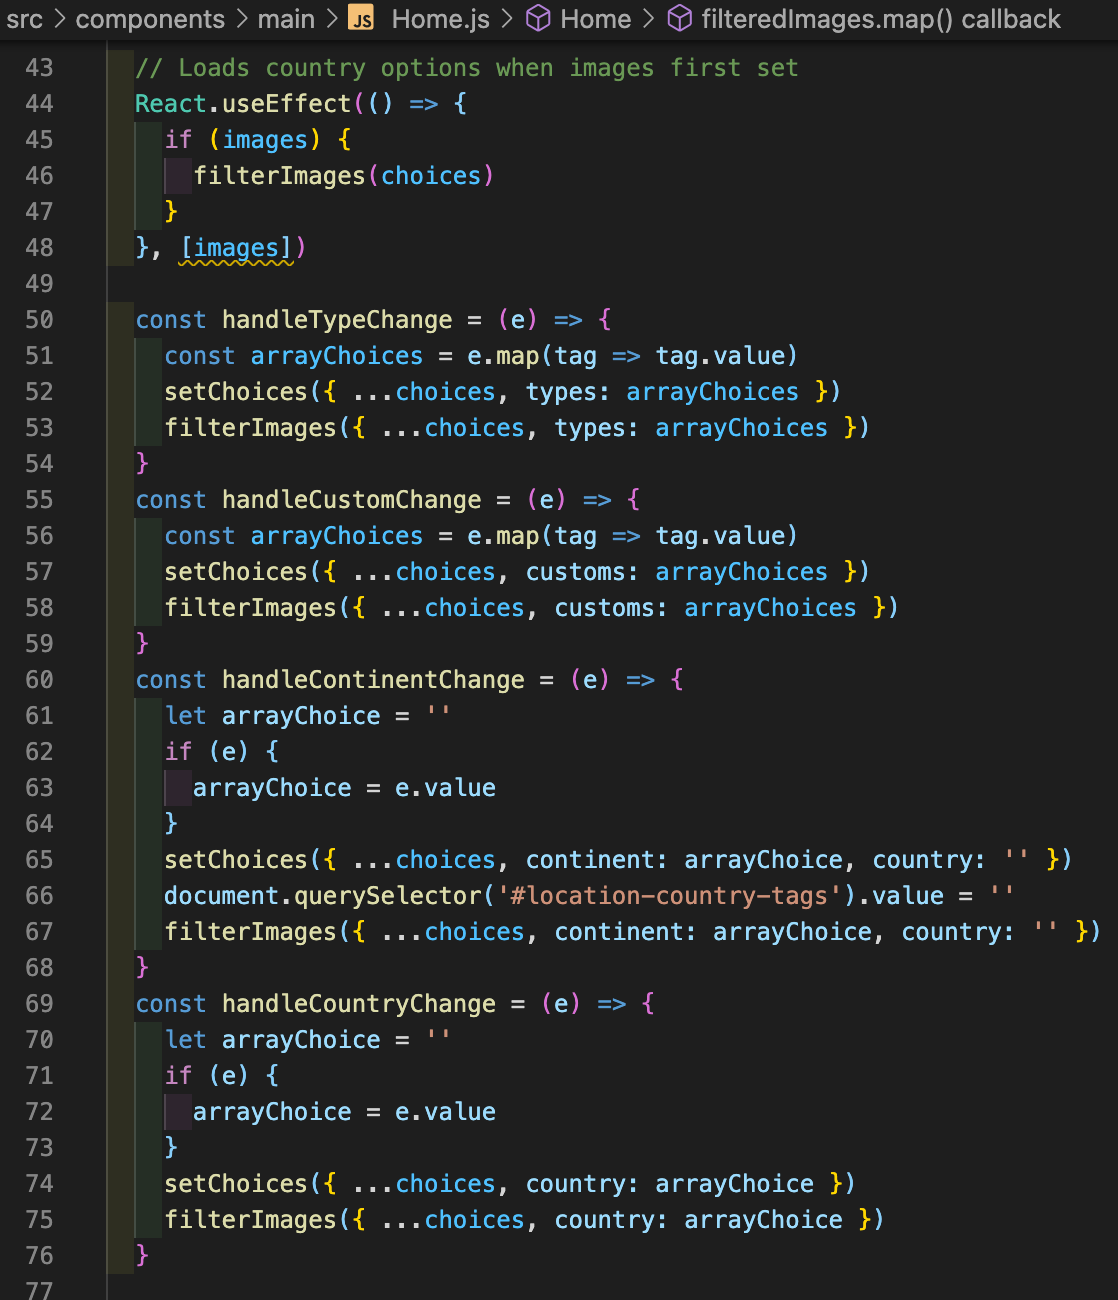 src > components > main > JS Home.js > Home > filteredImages.map() callback
43 // Loads country options when images first set
44 React.useEffect(() => {
45 if (images) {
46 filterImages(choices)
47 }
48 }, [images])
49
50 const handleTypeChange = (e) => {
51 const arrayChoices = e.map(tag => tag.value)
52 setChoices({ ...choices, types: arrayChoices })
53 filterImages({ ...choices, types: arrayChoices })
54 }
55 const handleCustomChange = (e) => {
56 const arrayChoices = e.map(tag => tag.value)
57 setChoices({ ...choices, customs: arrayChoices })
58 filterImages({ ...choices, customs: arrayChoices })
59 }
60 const handleContinentChange = (e) => {
61 let arrayChoice = ''
62 if (e) {
63 arrayChoice = e.value
64 }
65 setChoices({ ...choices, continent: arrayChoice, country: '' })
66 document.querySelector('#location-country-tags').value = ''
67 filterImages({ ...choices, continent: arrayChoice, country: '' })
68 }
69 const handleCountryChange = (e) => {
70 let arrayChoice = ''
71 if (e) {
72 arrayChoice = e.value
73 }
74 setChoices({ ...choices, country: arrayChoice })
75 filterImages({ ...choices, country: arrayChoice })
76 }
77